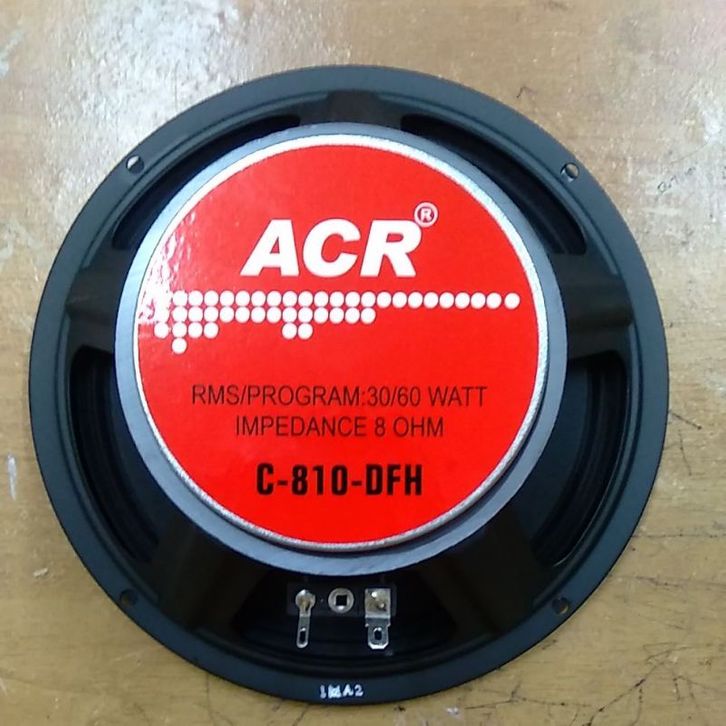 ACR®
RMS/PROGRAM:30/60 WATT
IMPEDANCE 8 OHM
C-810-DFH